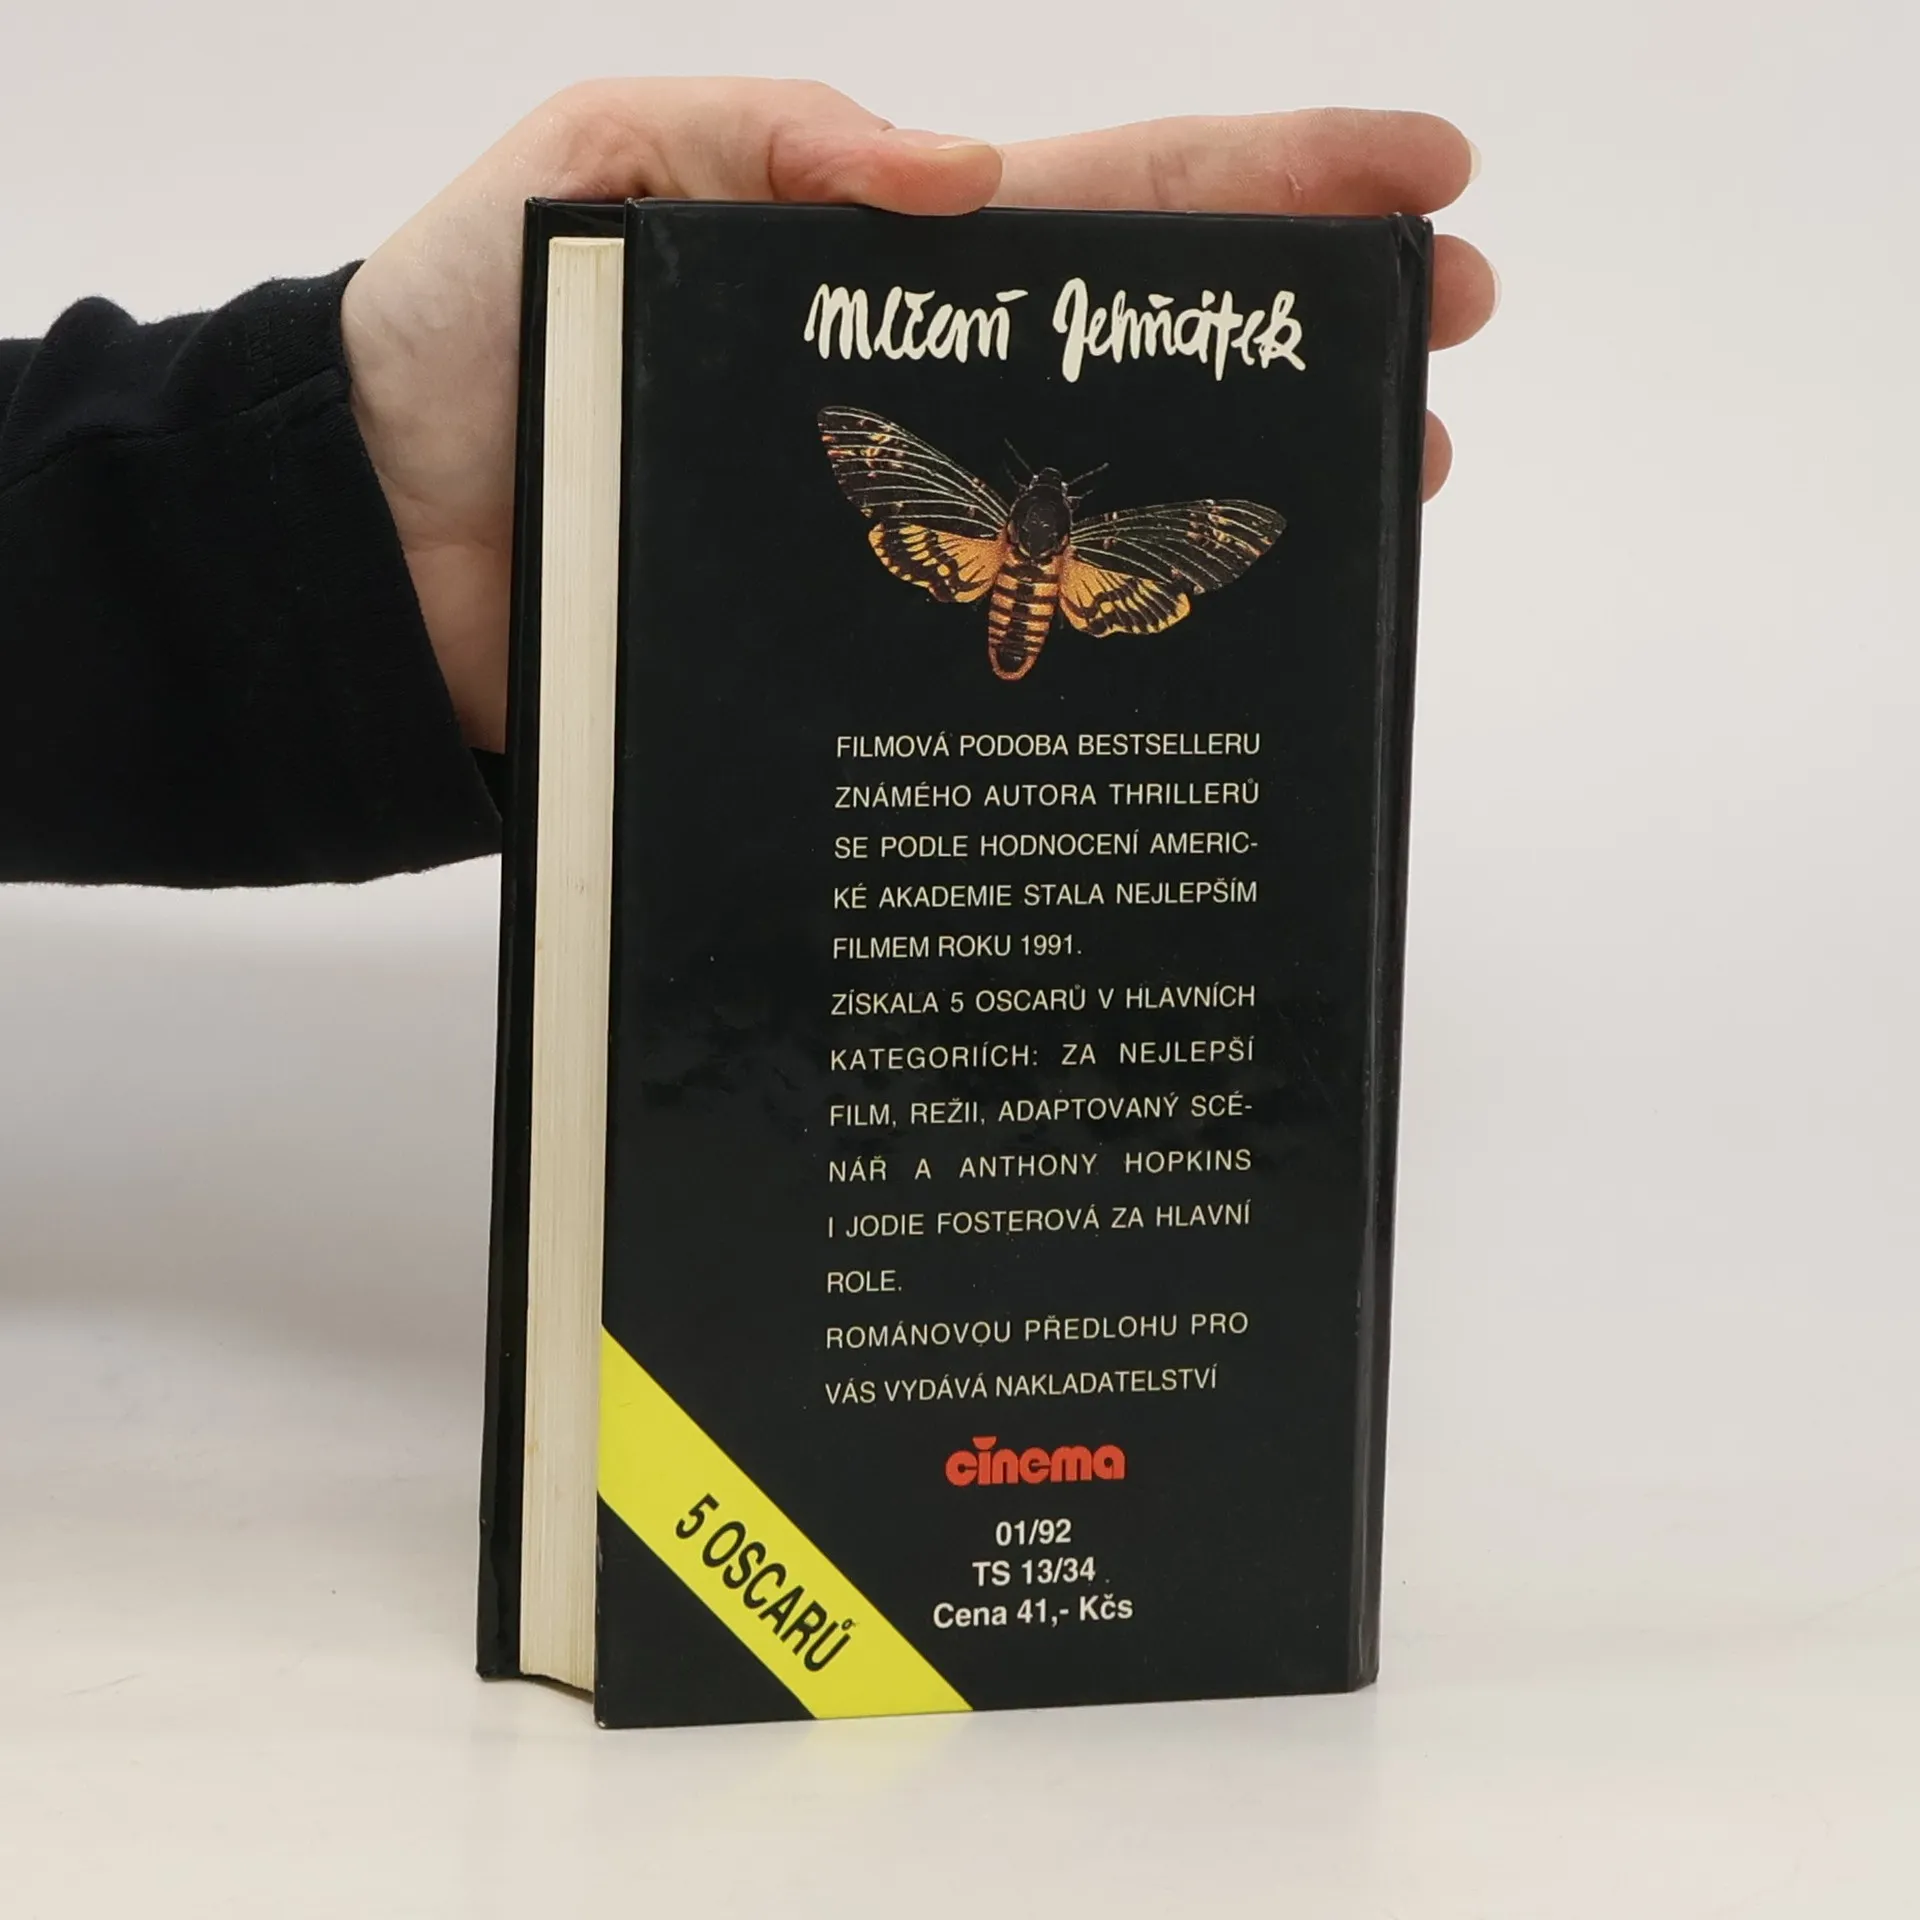 Mlčení Jehňátek
FILMOVÁ PODOBA BESTSELLERU
ZNÁMÉHO AUTORA THRILLERŮ
SE PODLE HODNOCENÍ AMERIC-
KÉ AKADEMIE STALA NEJLEPŠÍM
FILMEM ROKU 1991.
ZÍSKALA 5 OSCARŮ V HLAVNÍCH
KATEGORIÍCH: ZA NEJLEPŠÍ
FILM, REŽII, ADAPTOVANÝ SCÉ-
NÁŘ A ANTHONY HOPKINS
I JODIE FOSTEROVÁ ZA HLAVNÍ
ROLE.
ROMÁNOVOU PŘEDLOHU PRO
VÁS VYDÁVÁ NAKLADATELSTVÍ
cinema
01/92
TS 13/34
Cena 41,- Kčs
5 OSCARŮ